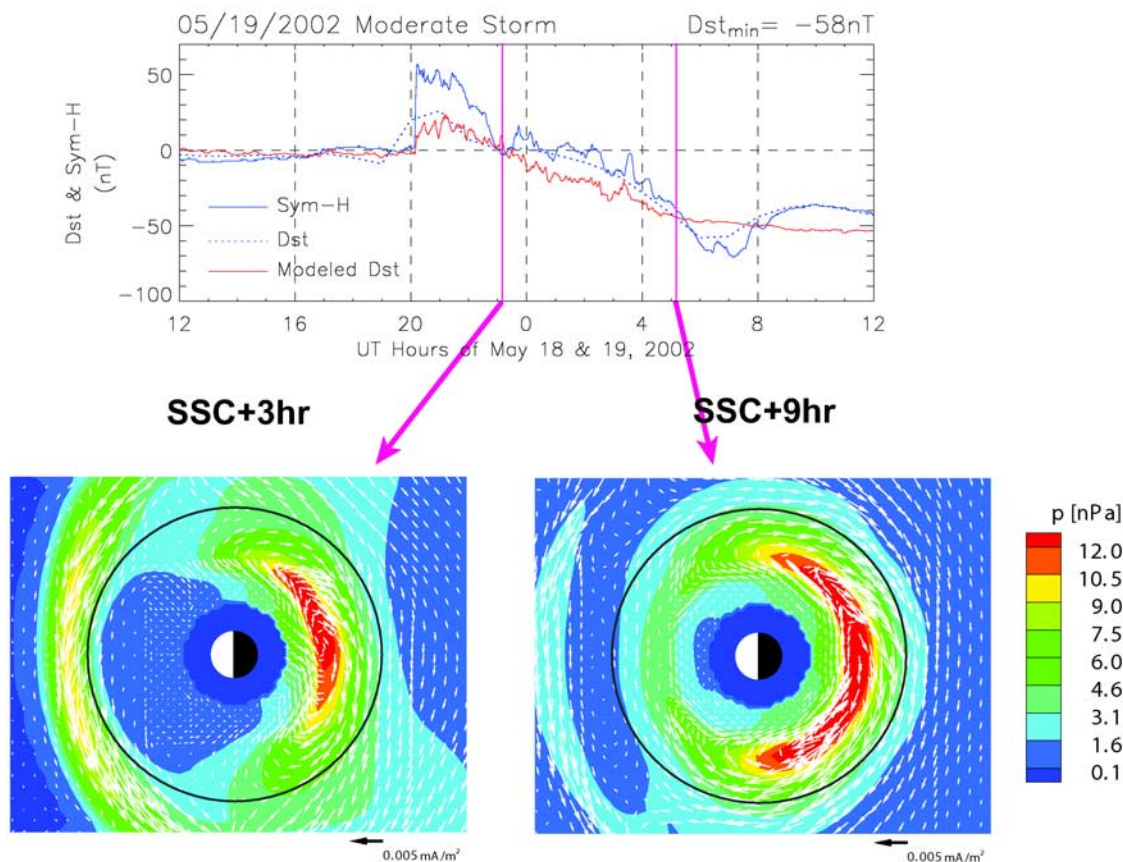 05/19/2002 Moderate Storm Dst_min= −58nT
50
0
−50
−100
Dst & Sym−H
(nT)
Sym−H
Dst
Modeled Dst
12 16 20 0 4 8 12
UT Hours of May 18 & 19, 2002
SSC+3hr SSC+9hr
p [nPa]
12.0
10.5
9.0
7.5
6.0
4.6
3.1
1.6
0.1
0.005 mA/m² 0.005 mA/m²